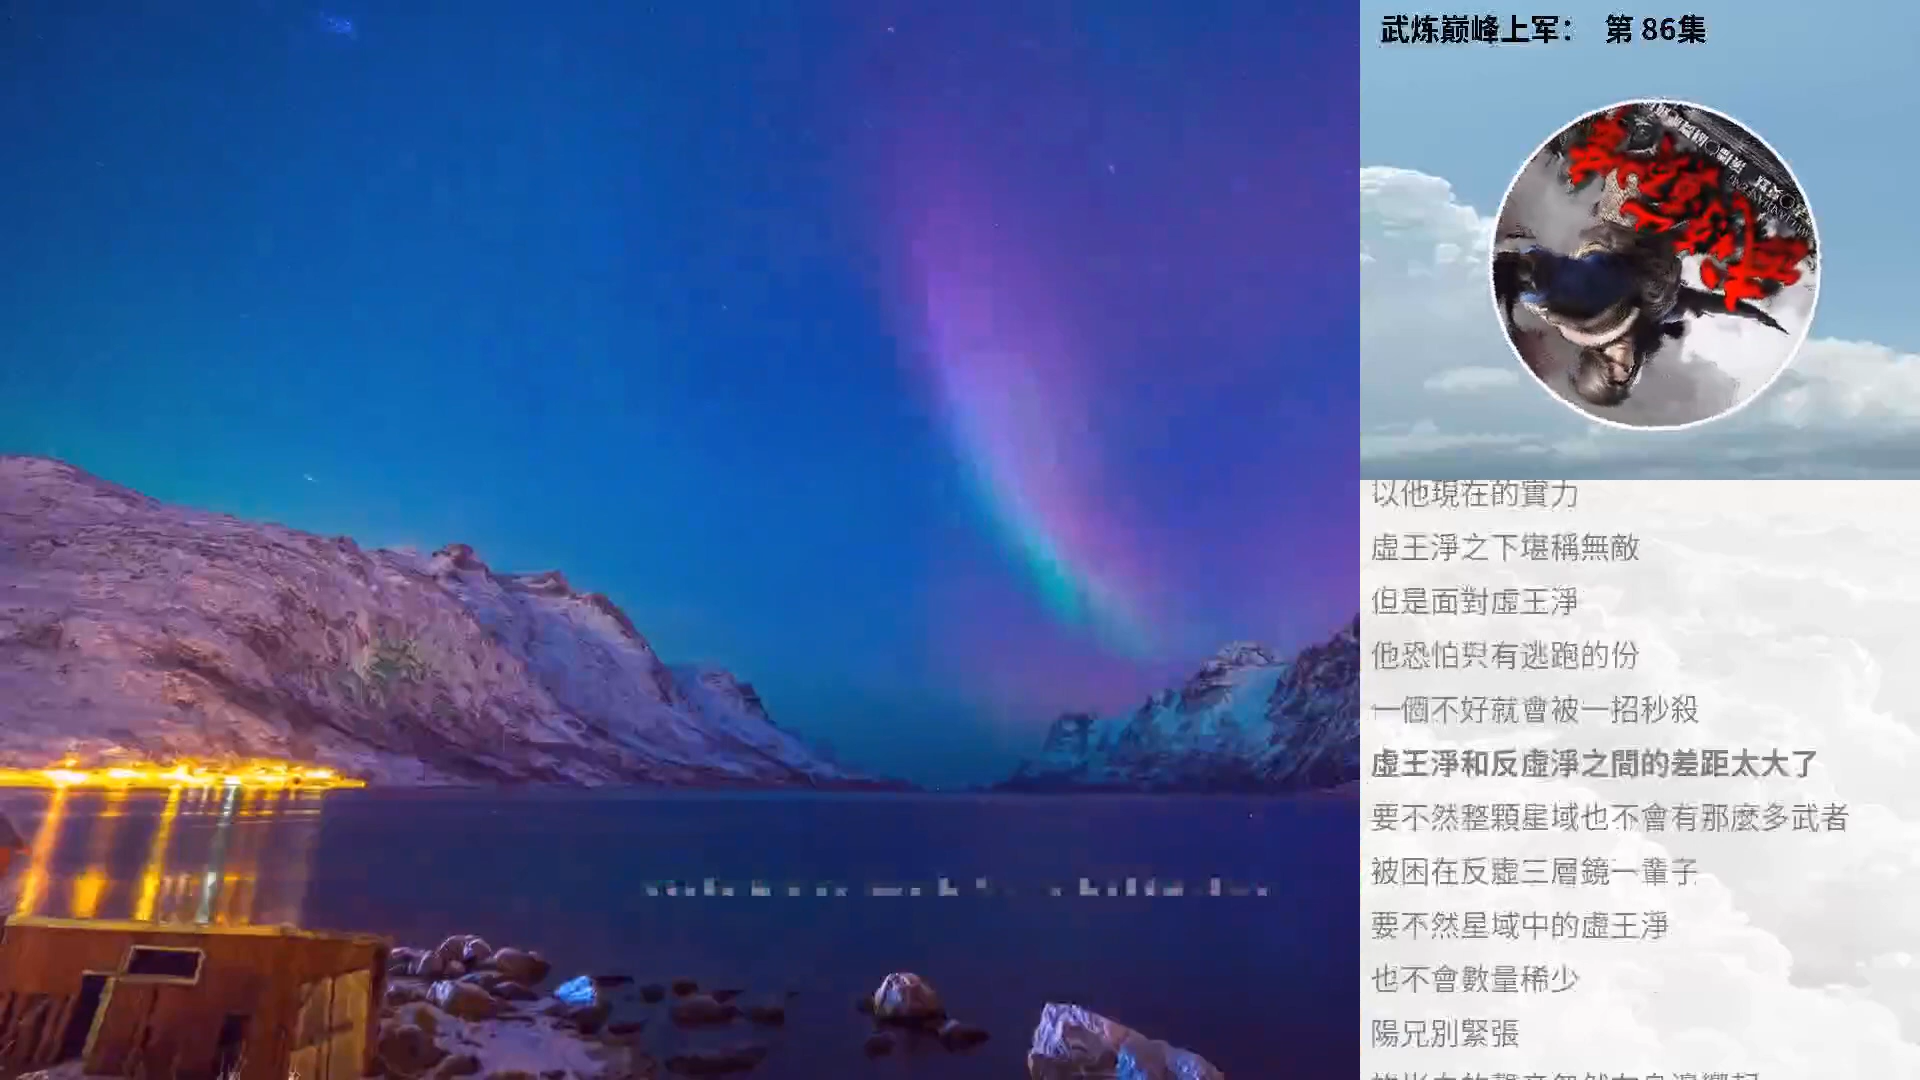 武炼巅峰上军： 第 86集
以他現在的實力
虛王淨之下堪稱無敵
但是面對虛王淨
他恐怕只有逃跑的份
一個不好就會被一招秒殺
虛王淨和反虛淨之間的差距太大了
要不然整顆星域也不會有那麼多武者
被困在反虛三層鏡一輩子
要不然星域中的虛王淨
也不會數量稀少
陽兄別緊張